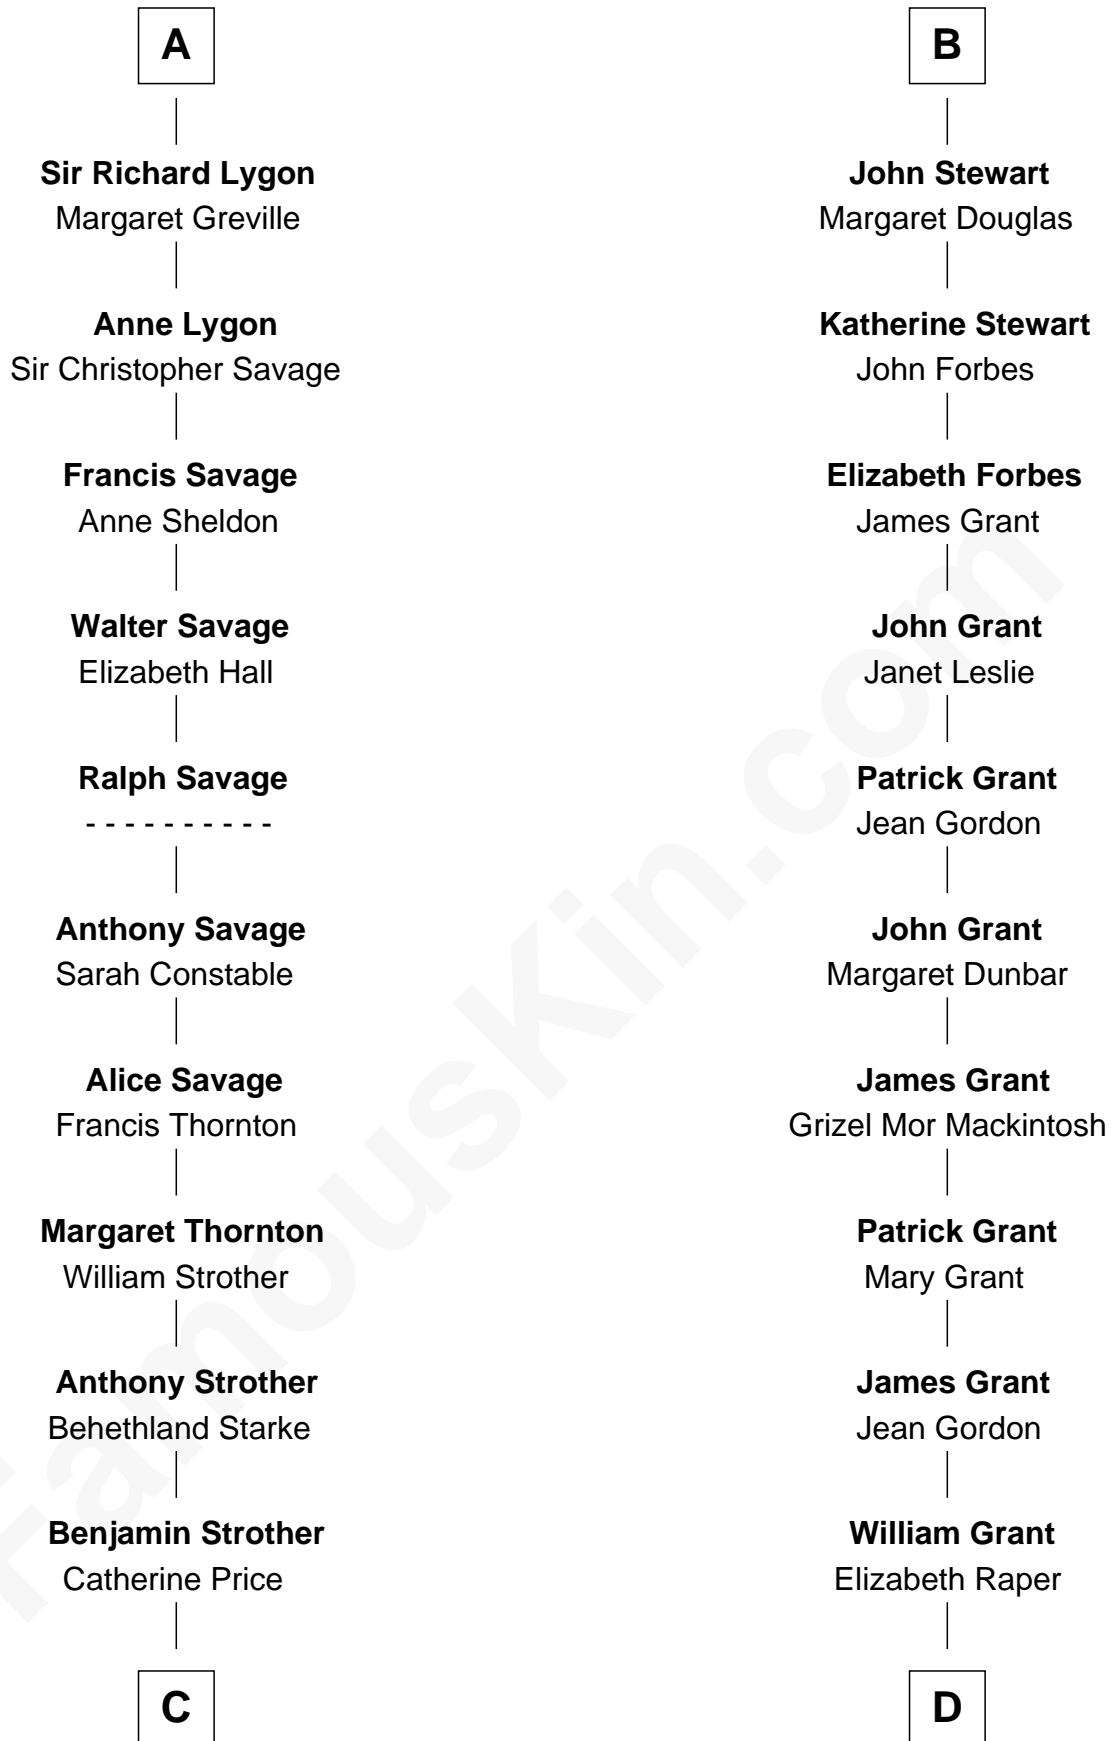 A
Sir Richard Lygon
Margaret Greville
Anne Lygon
Sir Christopher Savage
Francis Savage
Anne Sheldon
Walter Savage
Elizabeth Hall
Ralph Savage
- - - - - - - - - -
Anthony Savage
Sarah Constable
Alice Savage
Francis Thornton
Margaret Thornton
William Strother
Anthony Strother
Behethland Starke
Benjamin Strother
Catherine Price
C
B
John Stewart
Margaret Douglas
Katherine Stewart
John Forbes
Elizabeth Forbes
James Grant
John Grant
Janet Leslie
Patrick Grant
Jean Gordon
John Grant
Margaret Dunbar
James Grant
Grizel Mor Mackintosh
Patrick Grant
Mary Grant
James Grant
Jean Gordon
William Grant
Elizabeth Raper
D
FamousKin.com